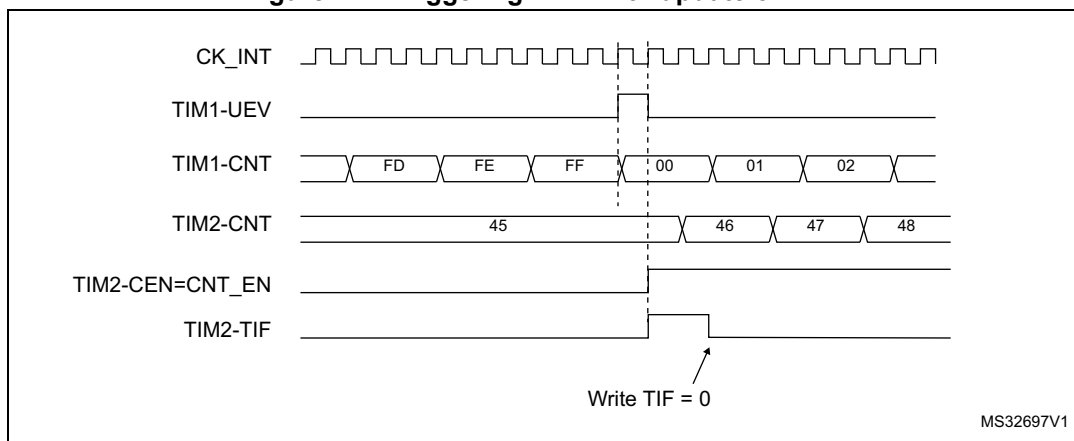 CK_INT
TIM1-UEV
TIM1-CNT FD FE FF 00 01 02
TIM2-CNT 45 46 47 48
TIM2-CEN=CNT_EN
TIM2-TIF
Write TIF = 0
MS32697V1